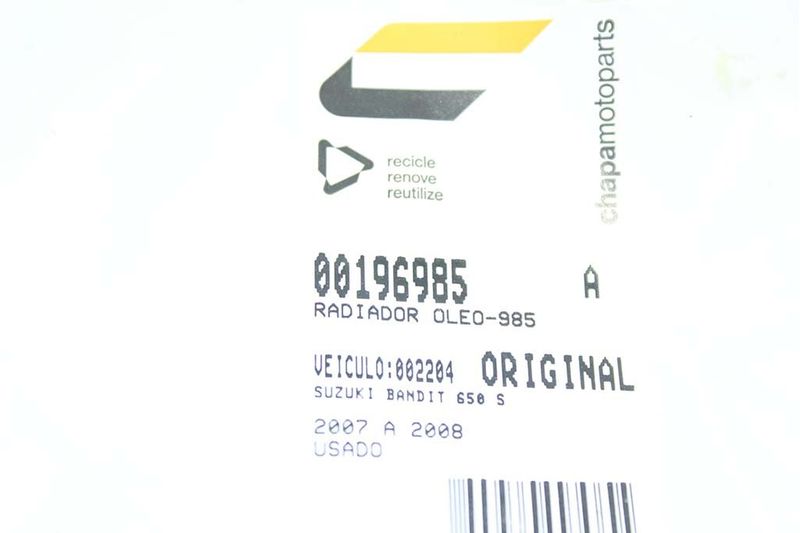 chapamotoparts
recicle
renove
reutilize
00196985 A
RADIADOR OLEO-985
VEICULO:002204 ORIGINAL
SUZUKI BANDIT 650 S
2007 A 2008
USADO